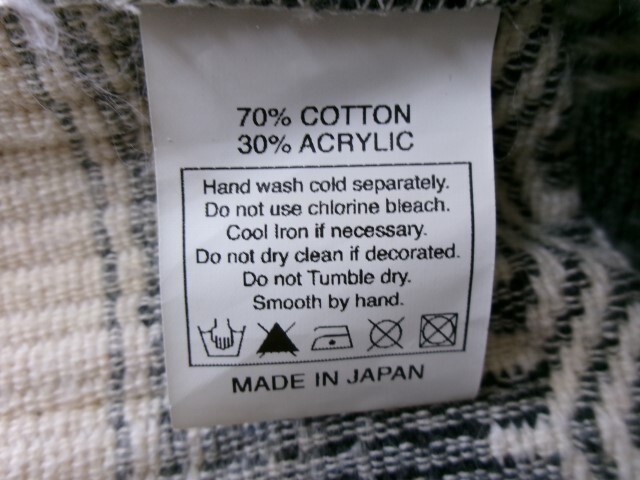 70% COTTON
30% ACRYLIC
Hand wash cold separately.
Do not use chlorine bleach.
Cool Iron if necessary.
Do not dry clean if decorated.
Do not Tumble dry.
Smooth by hand.
MADE IN JAPAN